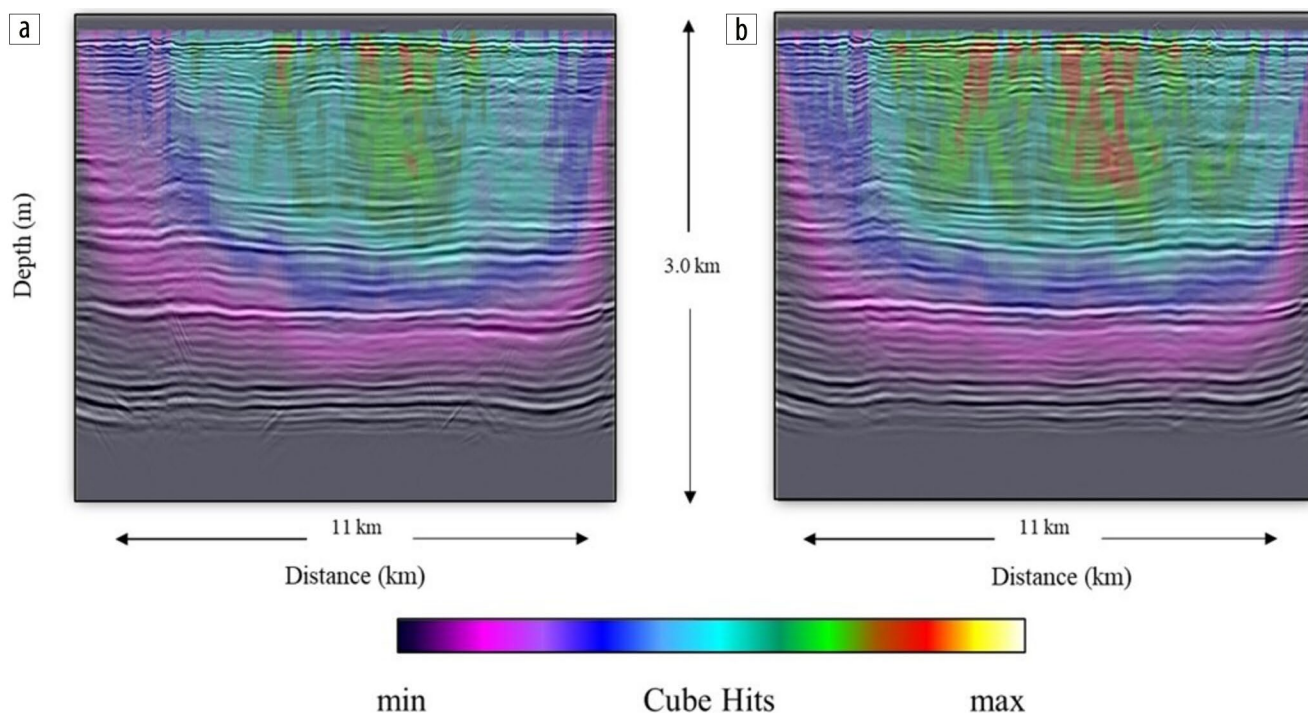 a
b
Depth (m)
3.0 km
11 km
11 km
Distance (km)
Distance (km)
min
Cube Hits
max